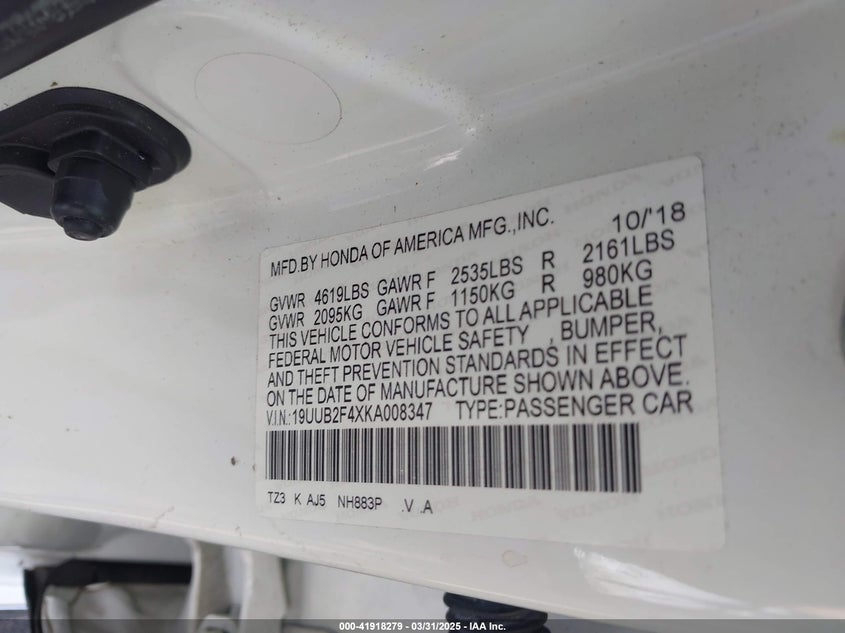 MFD.BY HONDA OF AMERICA MFG.,INC. 10/'18
GVWR 4619LBS GAWR F 2535LBS R 2161LBS
GVWR 2095KG GAWR F 1150KG R 980KG
THIS VEHICLE CONFORMS TO ALL APPLICABLE
FEDERAL MOTOR VEHICLE SAFETY , BUMPER,
AND THEFT PREVENTION STANDARDS IN EFFECT
ON THE DATE OF MANUFACTURE SHOWN ABOVE.
V.I.N.:19UUB2F4XKA008347 TYPE:PASSENGER CAR
TZ3 K AJ5 NH883P .V .A
000-41918279 - 03/31/2025 - IAA Inc.